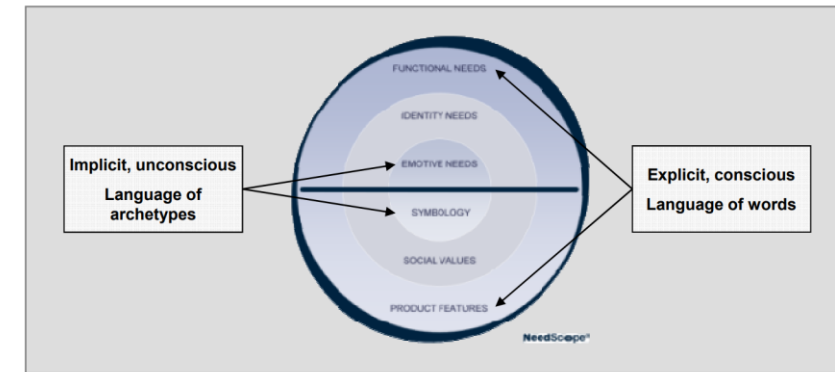 FUNCTIONAL NEEDS
IDENTITY NEEDS
EMOTIVE NEEDS
Implicit, unconscious
Language of
archetypes
Explicit, conscious
Language of words
SYMBOLOGY
SOCIAL VALUES
PRODUCT FEATURES
NeedScope®